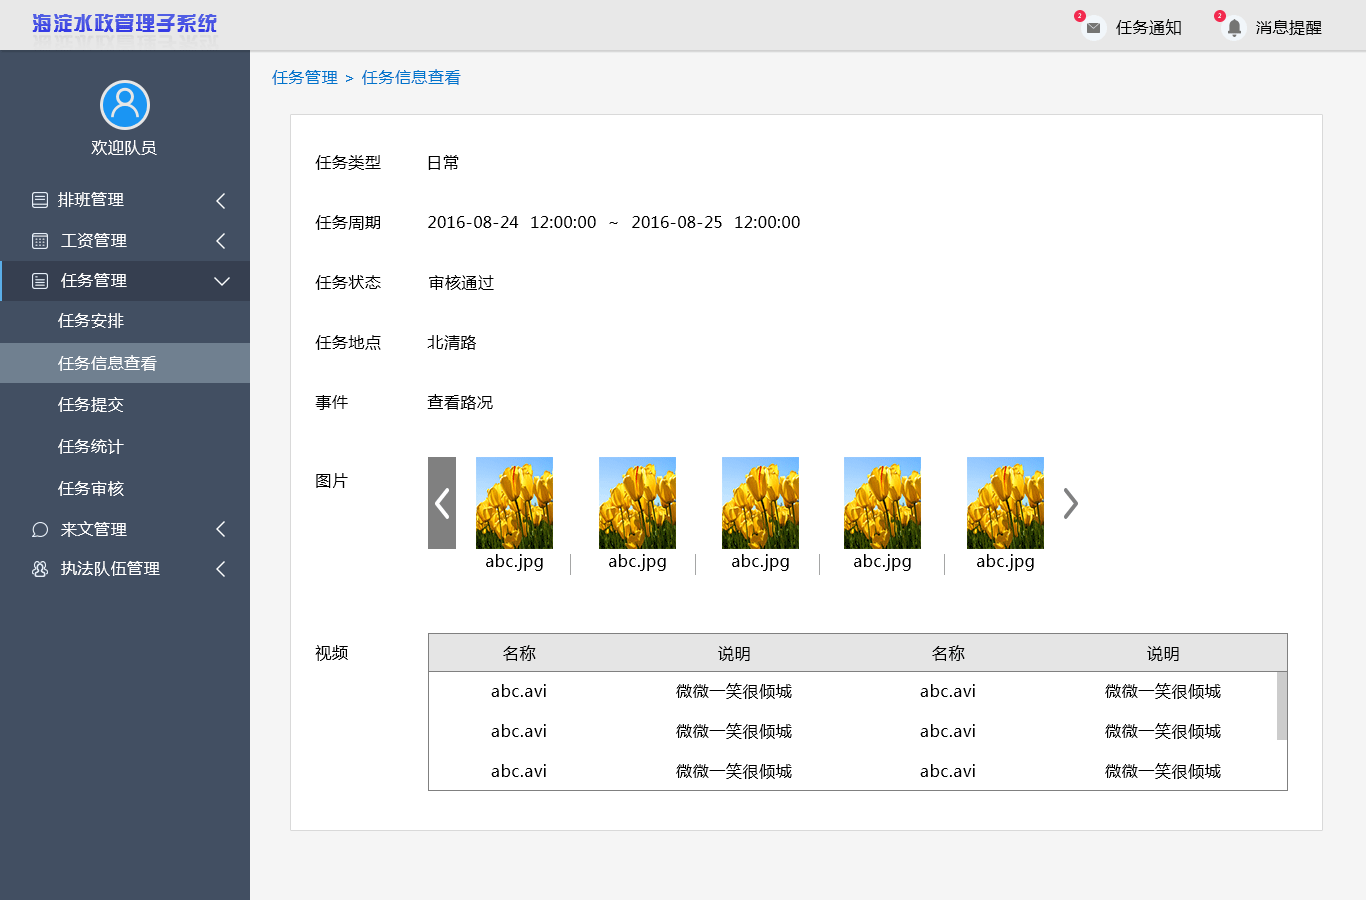 海淀水政管理子系统
2 任务通知 2 消息提醒
任务管理 > 任务信息查看
欢迎队员
排班管理
工资管理
任务管理
任务安排
任务信息查看
任务提交
任务统计
任务审核
来文管理
执法队伍管理
任务类型 日常
任务周期 2016-08-24 12:00:00 ~ 2016-08-25 12:00:00
任务状态 审核通过
任务地点 北清路
事件 查看路况
图片
abc.jpg abc.jpg abc.jpg abc.jpg abc.jpg
视频
名称 说明 名称 说明
abc.avi 微微一笑很倾城 abc.avi 微微一笑很倾城
abc.avi 微微一笑很倾城 abc.avi 微微一笑很倾城
abc.avi 微微一笑很倾城 abc.avi 微微一笑很倾城